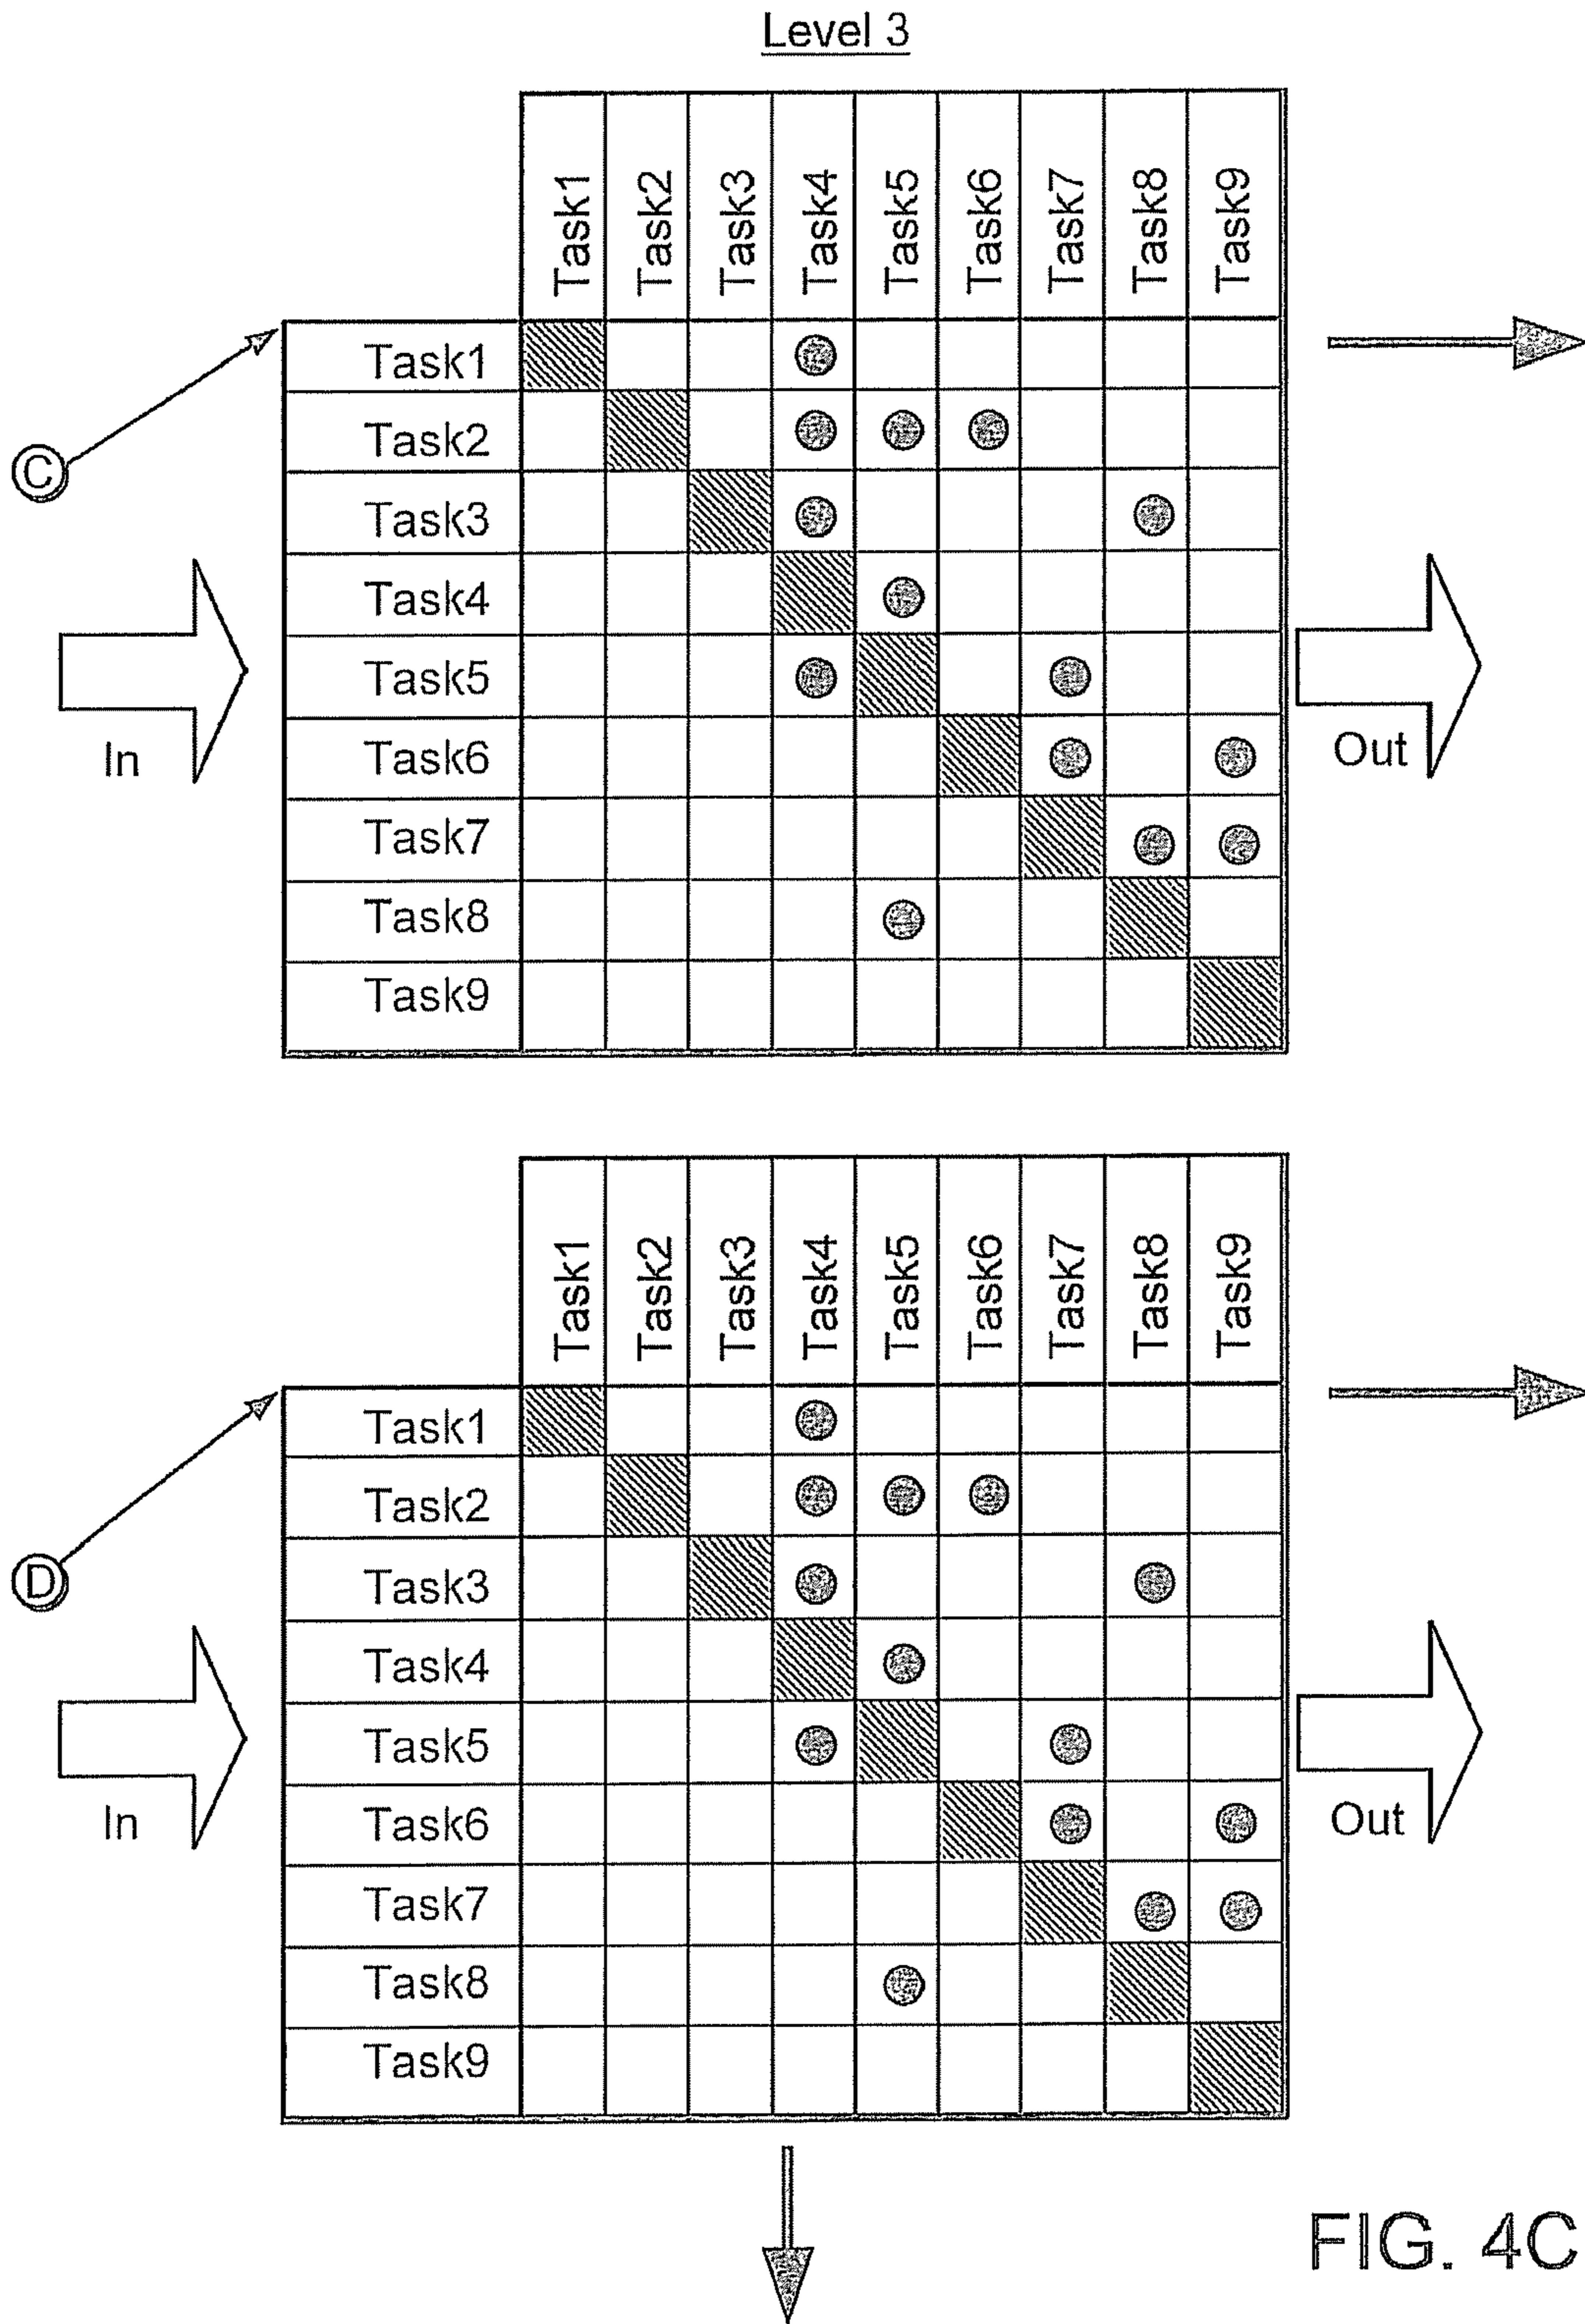 Level 3
Task1 Task2 Task3 Task4 Task5 Task6 Task7 Task8 Task9
Task1
C
Task2
Task3
Task4
Task5
In
Task6
Out
Task7
Task8
Task9
Task1 Task2 Task3 Task4 Task5 Task6 Task7 Task8 Task9
Task1
Task2
D
Task3
Task4
Task5
In
Task6
Out
Task7
Task8
Task9
FIG. 4C